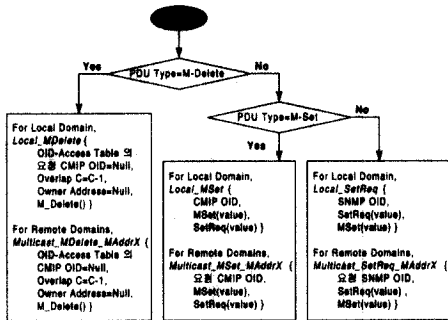 PDU Type=M-Delete
Yes
No
PDU Type=M-Set
Yes
No
For Local Domain,
Local_MDelete {
OID-Access Table 의
요청 CMIP OID=Null,
Overlap C=C-1,
Owner Address=Null,
M_Delete() }
For Remote Domains,
Multicast_MDelete_MAddrX {
OID-Access Table 의
CMIP OID=Null,
Overlap C=C-1,
Owner Address=Null,
M_Delete() }
For Local Domain,
Local_MSet {
CMIP OID,
MSet(value),
SetReq(value) }
For Remote Domains,
Multicast_MSet_MAddrX {
요청 CMIP OID,
MSet(value),
SetReq(value) }
For Local Domain,
Local_SetReq {
SNMP OID,
SetReq(value),
MSet(value) }
For Remote Domains,
Multicast_SetReq_MAddrX {
요청 SNMP OID,
SetReq(value) ,
MSet(value) }